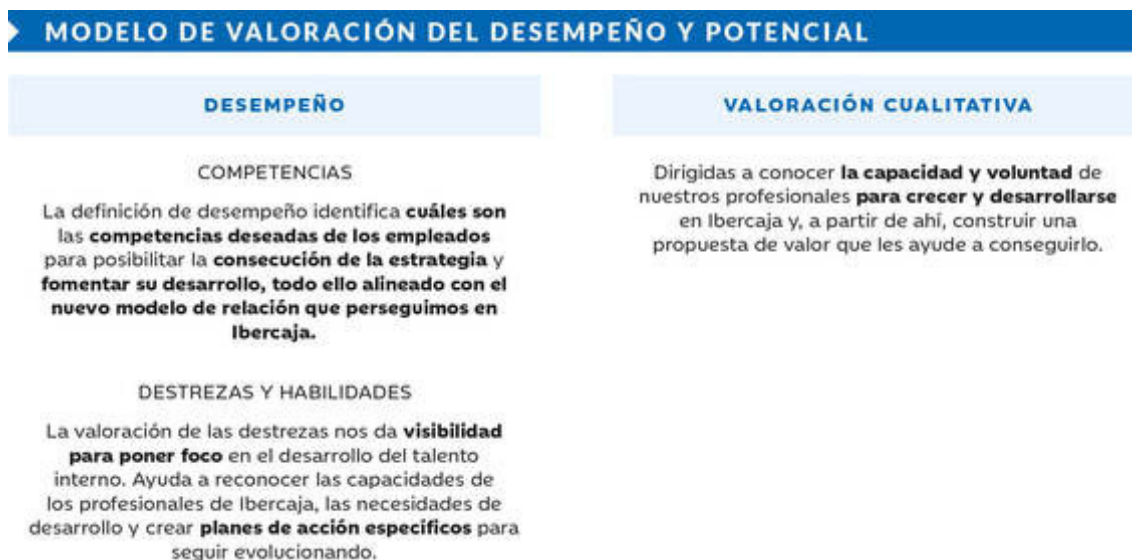 MODELO DE VALORACIÓN DEL DESEMPEÑO Y POTENCIAL
DESEMPEÑO
COMPETENCIAS
La definición de desempeño identifica cuáles son
las competencias deseadas de los empleados
para posibilitar la consecución de la estrategia y
fomentar su desarrollo, todo ello alineado con el
nuevo modelo de relación que perseguimos en
Ibercaja.
DESTREZAS Y HABILIDADES
La valoración de las destrezas nos da visibilidad
para poner foco en el desarrollo del talento
interno. Ayuda a reconocer las capacidades de
los profesionales de Ibercaja, las necesidades de
desarrollo y crear planes de acción específicos para
seguir evolucionando.
VALORACIÓN CUALITATIVA
Dirigidas a conocer la capacidad y voluntad de
nuestros profesionales para crecer y desarrollarse
en Ibercaja y, a partir de ahí, construir una
propuesta de valor que les ayude a conseguirlo.